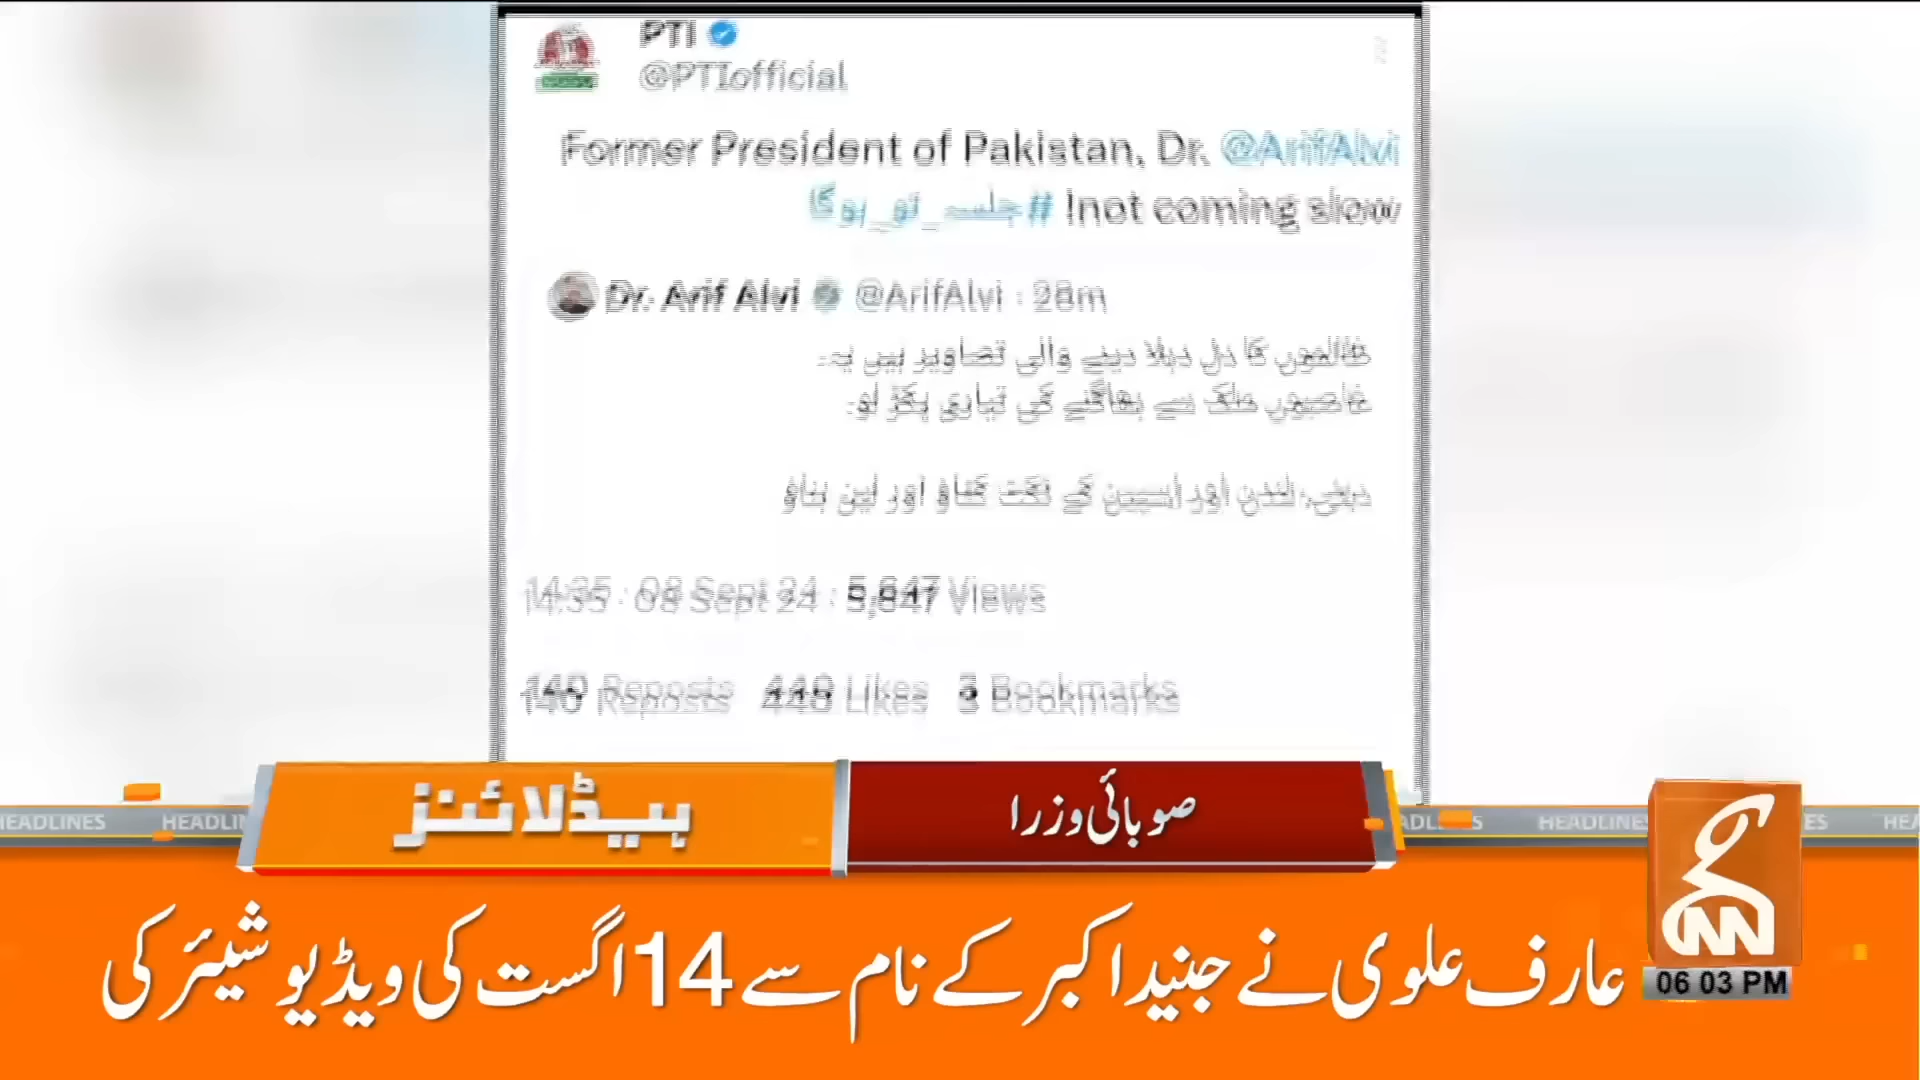 PTI
@PTIofficial
Former President of Pakistan, Dr. @ArifAlvi
!not coming slow #جلسہ_تو_ہوگا
Dr. Arif Alvi @ArifAlvi · 28m
ظالموں کا دل دہلا دینے والی تصاویر ہیں یہ۔
غاصبوں ملک سے بھاگنے کی تیاری پکڑ لو۔
دبئی، لندن اور اسپین کے ٹکٹ کٹاؤ اور لین بناؤ
14:35 · 08 Sept 24 · 5,647 Views
140 Reposts 448 Likes 3 Bookmarks
ہیڈلائنز
صوبائی وزرا
HEADLINES
HEADLINES
GNN
عارف علوی نے جنید اکبر کے نام سے 14 اگست کی ویڈیو شیئر کی
06 03 PM